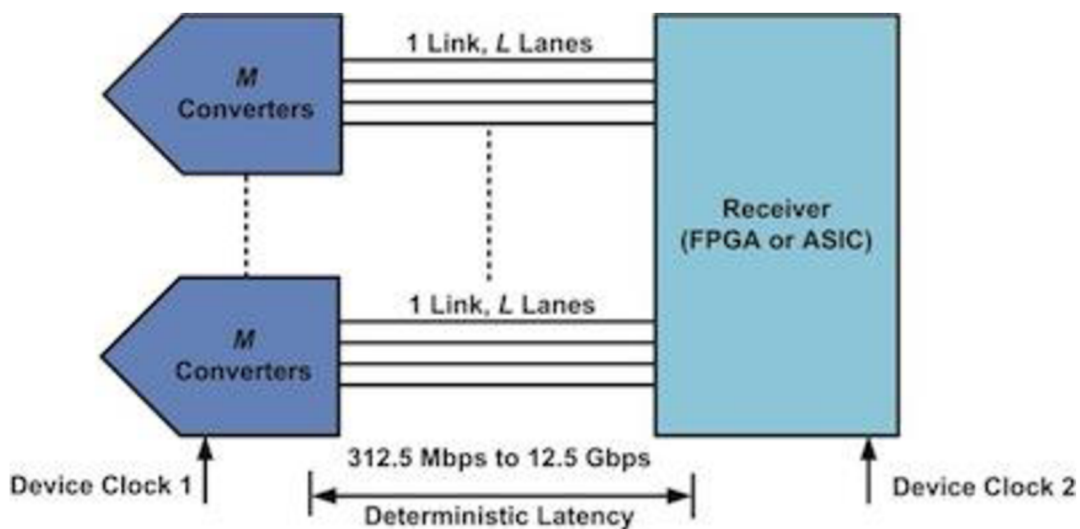 1 Link, L Lanes
M
Converters
Receiver
(FPGA or ASIC)
1 Link, L Lanes
M
Converters
312.5 Mbps to 12.5 Gbps
Device Clock 1
Device Clock 2
Deterministic Latency